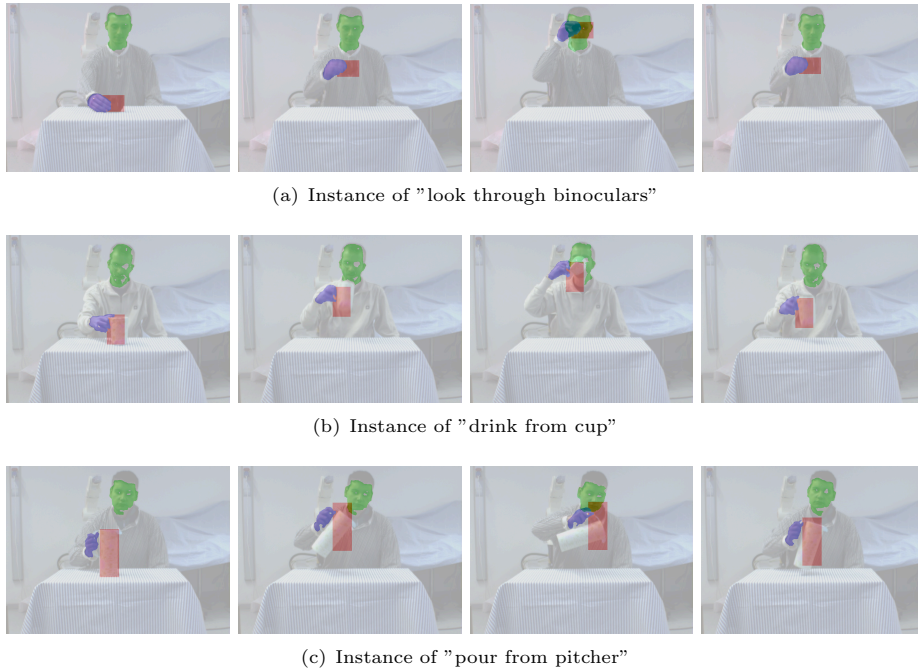 (a) Instance of "look through binoculars"
(b) Instance of "drink from cup"
(c) Instance of "pour from pitcher"